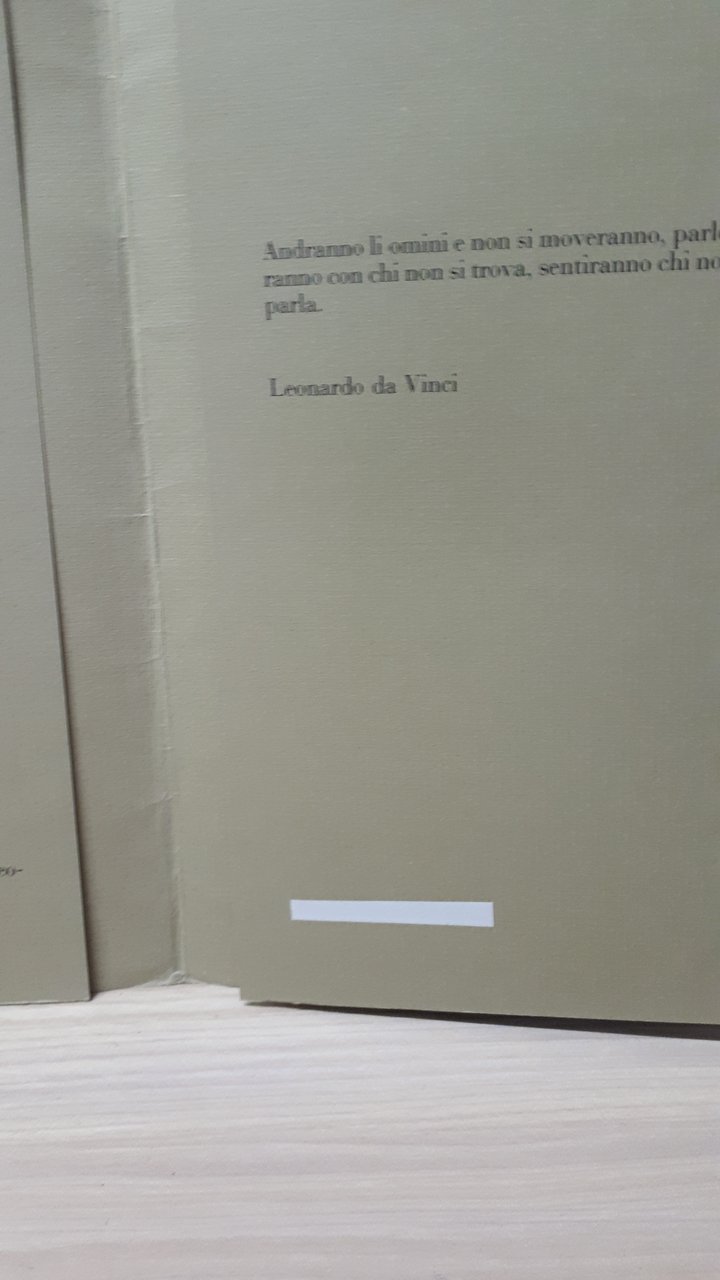 Andranno li omini e non si moveranno, parl
ranno con chi non si trova, sentiranno chi no
parla.
Leonardo da Vinci
eo-